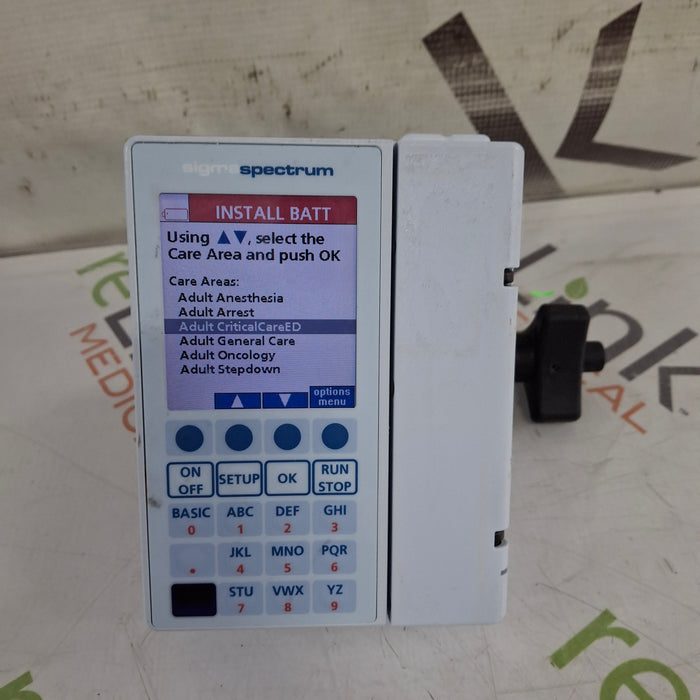 sigmaspectrum
INSTALL BATT
Using ▲▼, select the
Care Area and push OK
Care Areas:
Adult Anesthesia
Adult Arrest
Adult CriticalCareED
Adult General Care
Adult Oncology
Adult Stepdown
options
menu
ON
OFF
SETUP
OK
RUN
STOP
BASIC
0
ABC
1
DEF
2
GHI
3
.
JKL
4
MNO
5
PQR
6
STU
7
VWX
8
YZ
9